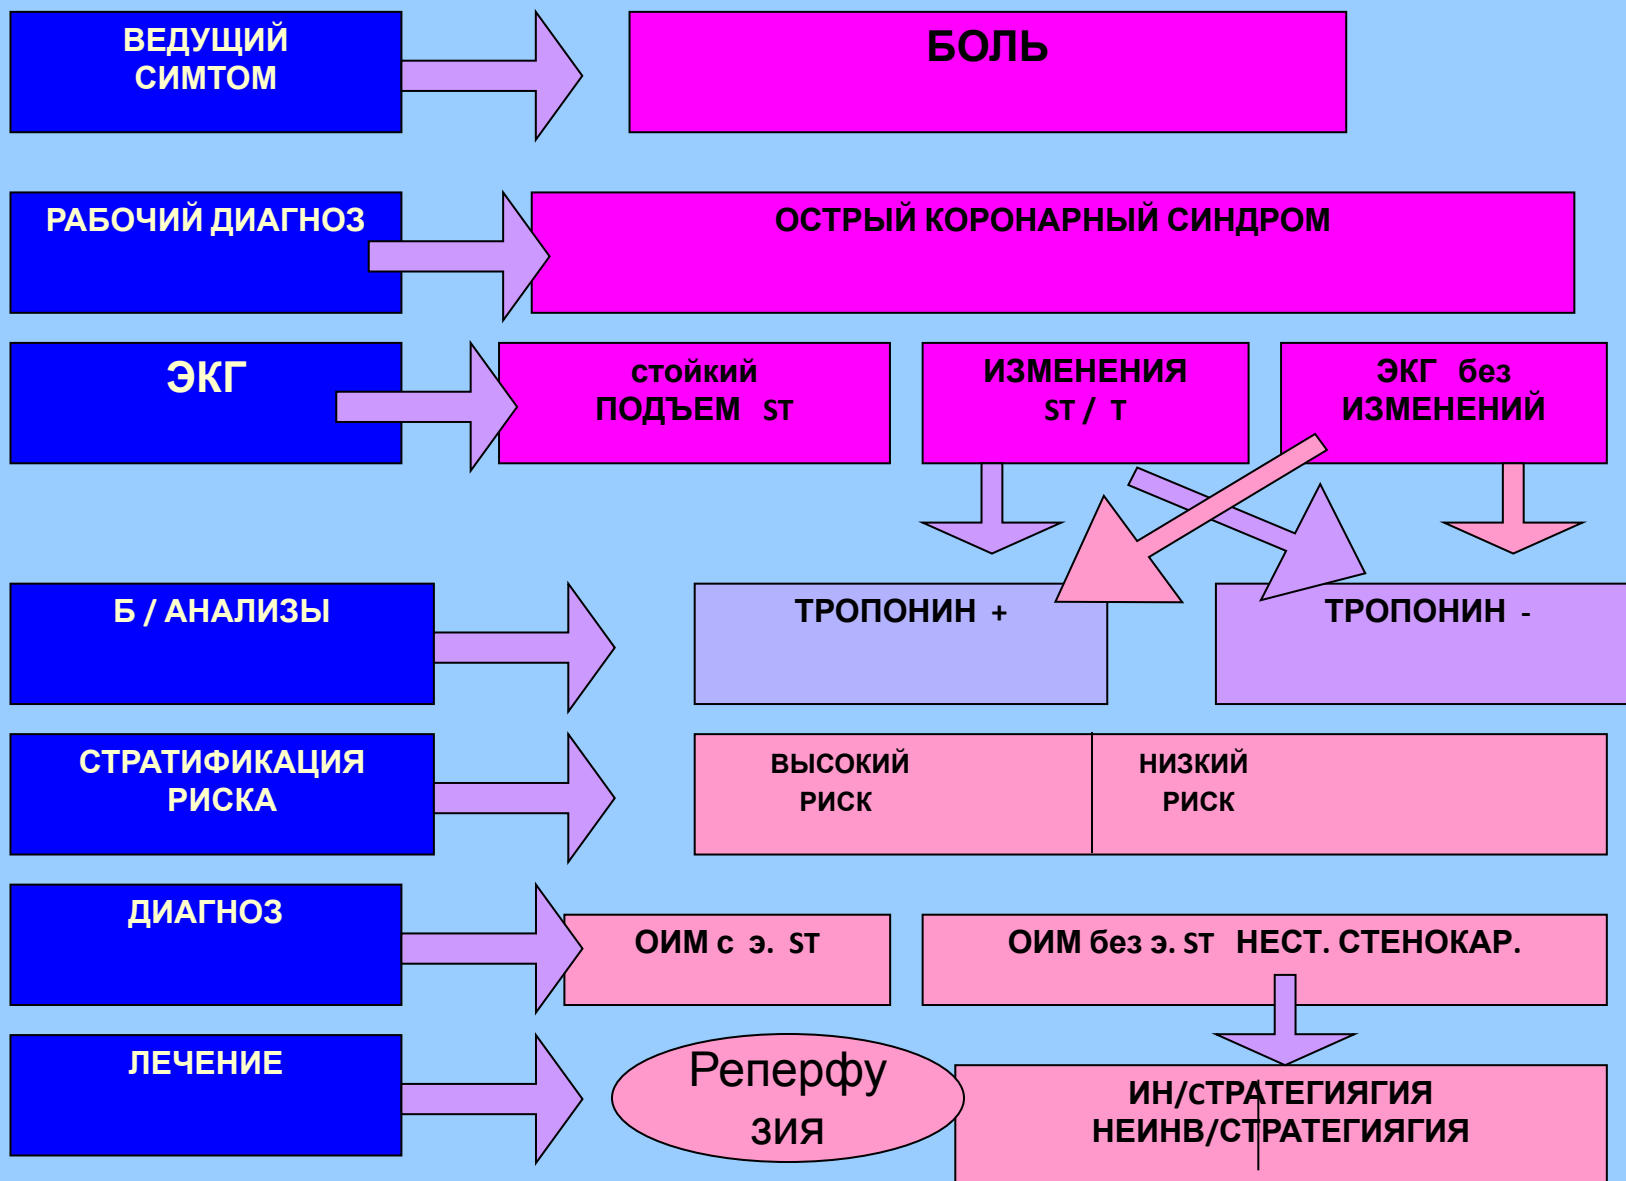 ВЕДУЩИЙ
СИМТОМ
БОЛЬ
РАБОЧИЙ ДИАГНОЗ
ОСТРЫЙ КОРОНАРНЫЙ СИНДРОМ
ЭКГ
стойкий
ПОДЪЕМ ST
ИЗМЕНЕНИЯ
ST / T
ЭКГ без
ИЗМЕНЕНИЙ
Б / АНАЛИЗЫ
ТРОПОНИН +
ТРОПОНИН -
СТРАТИФИКАЦИЯ
РИСКА
ВЫСОКИЙ
РИСК
НИЗКИЙ
РИСК
ДИАГНОЗ
ОИМ с э. ST
ОИМ без э. ST НЕСТ. СТЕНОКАР.
ЛЕЧЕНИЕ
Реперфу
зия
ИН/СТРАТЕГИЯГИЯ
НЕИНВ/СТРАТЕГИЯГИЯ